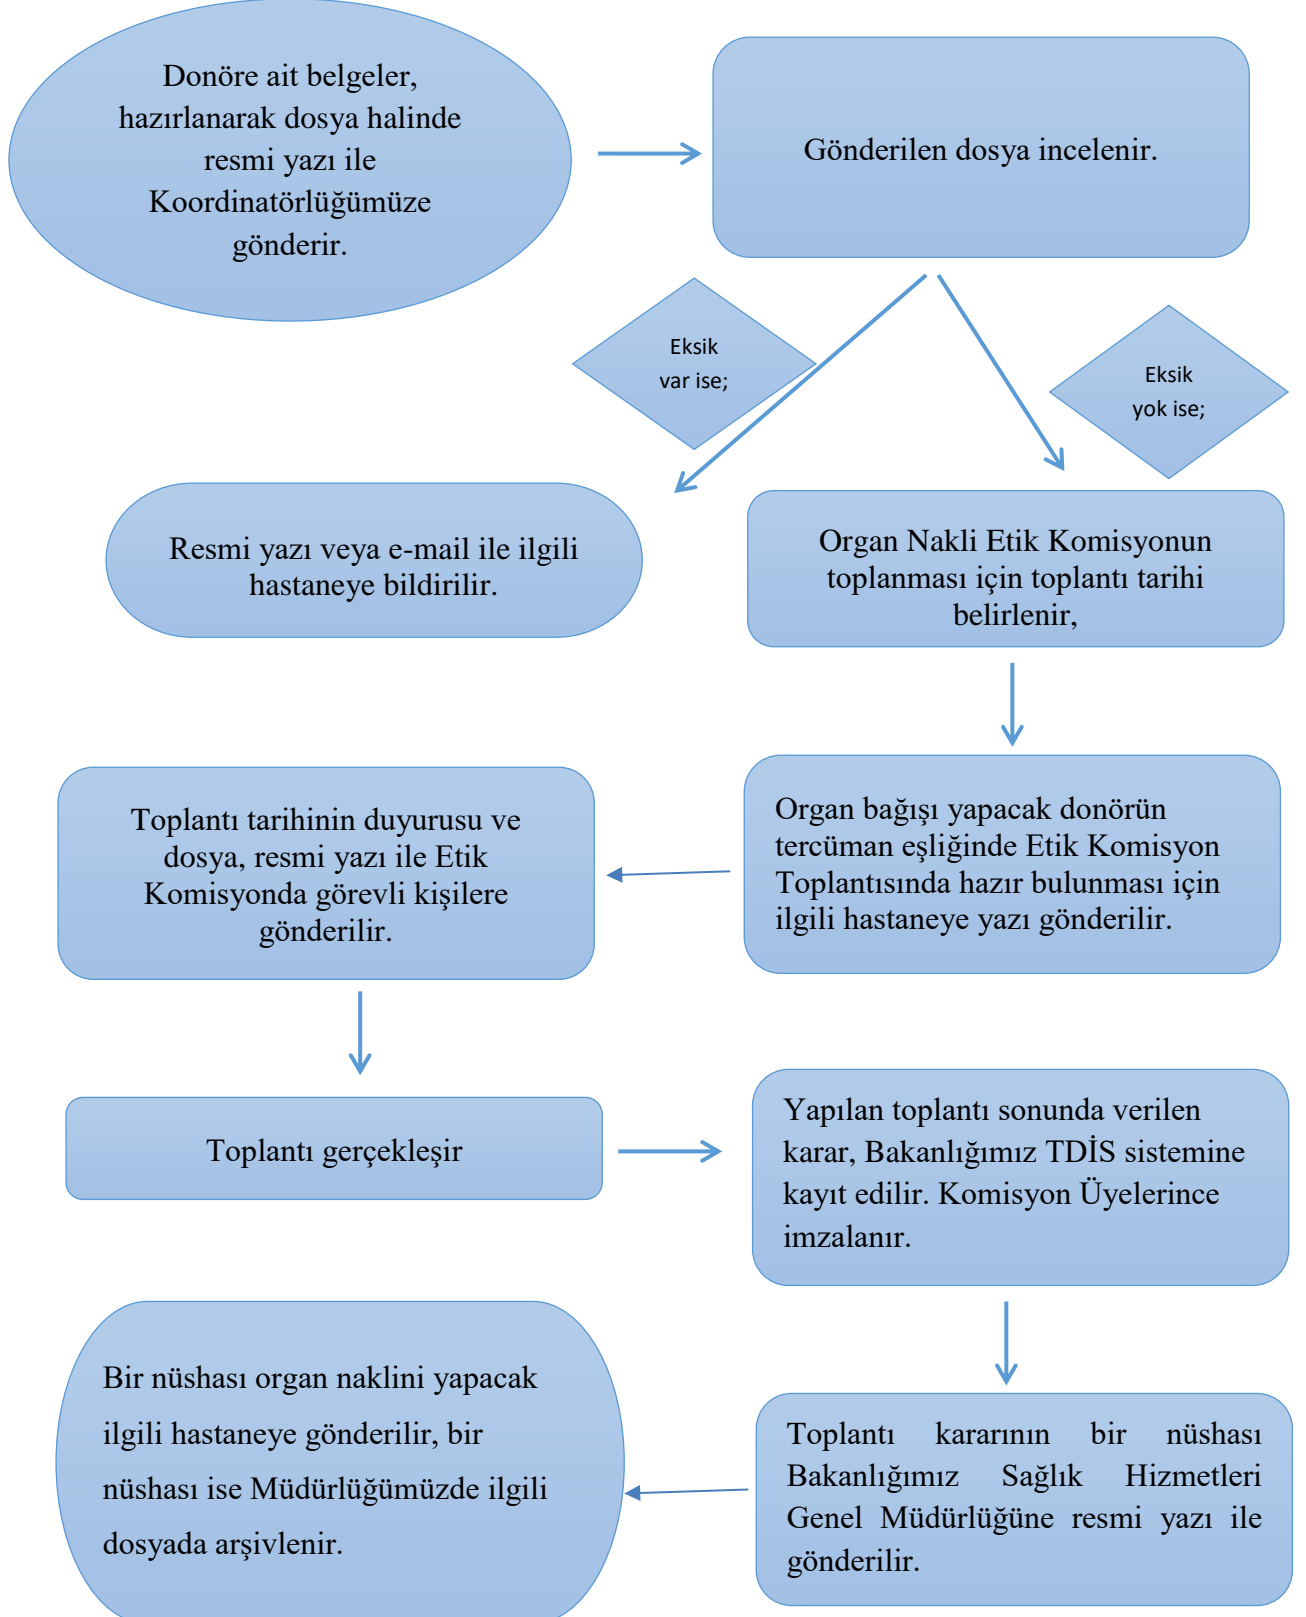 Donöre ait belgeler,
hazırlanarak dosya halinde
resmi yazı ile
Koordinatörlüğümüze
gönderir.
Gönderilen dosya incelenir.
Eksik
var ise;
Eksik
yok ise;
Resmi yazı veya e-mail ile ilgili
hastaneye bildirilir.
Organ Nakli Etik Komisyonun
toplanması için toplantı tarihi
belirlenir,
Organ bağışı yapacak donörün
tercüman eşliğinde Etik Komisyon
Toplantısında hazır bulunması için
ilgili hastaneye yazı gönderilir.
Toplantı tarihinin duyurusu ve
dosya, resmi yazı ile Etik
Komisyonda görevli kişilere
gönderilir.
Toplantı gerçekleşir
Yapılan toplantı sonunda verilen
karar, Bakanlığımız TDİS sistemine
kayıt edilir. Komisyon Üyelerince
imzalanır.
Toplantı kararının bir nüshası
Bakanlığımız Sağlık Hizmetleri
Genel Müdürlüğüne resmi yazı ile
gönderilir.
Bir nüshası organ naklini yapacak
ilgili hastaneye gönderilir, bir
nüshası ise Müdürlüğümüzde ilgili
dosyada arşivlenir.